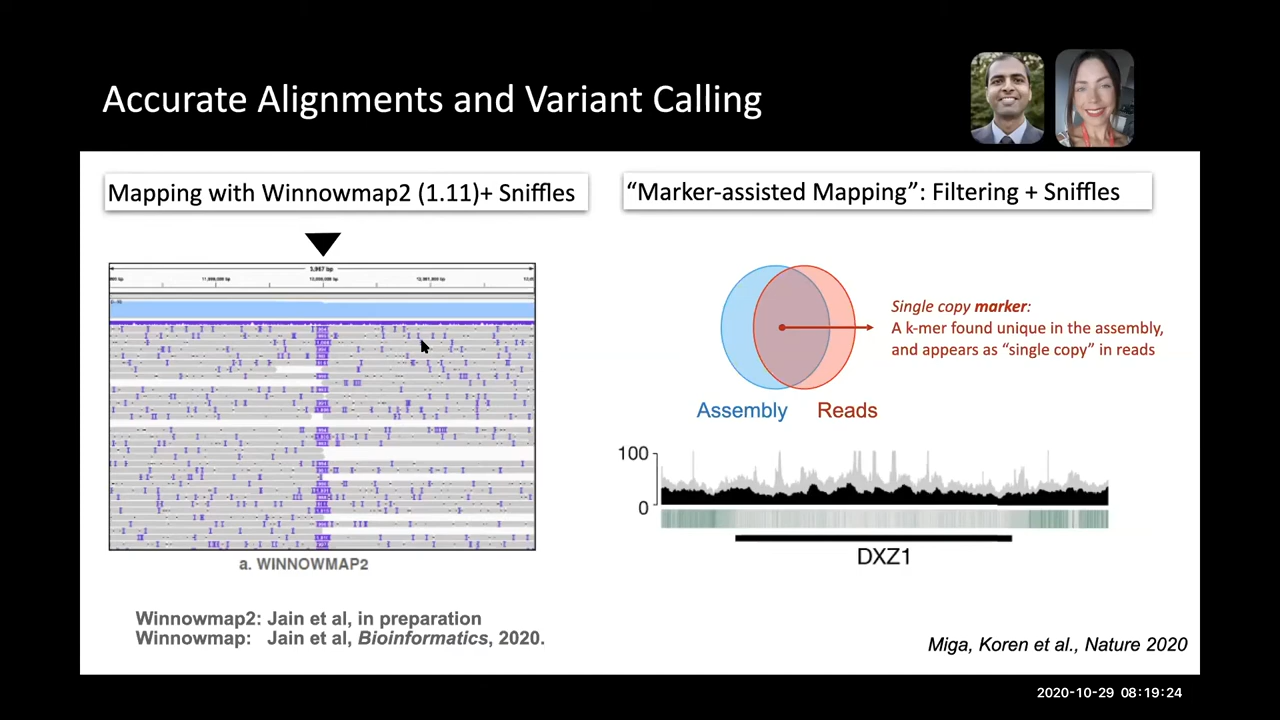 Accurate Alignments and Variant Calling
Mapping with Winnowmap2 (1.11)+ Sniffles
“Marker-assisted Mapping”: Filtering + Sniffles
3,967 bp
a. WINNOWMAP2
Winnowmap2: Jain et al, in preparation
Winnowmap: Jain et al, Bioinformatics, 2020.
Single copy marker:
A k-mer found unique in the assembly,
and appears as “single copy” in reads
Assembly Reads
100
0
DXZ1
Miga, Koren et al., Nature 2020
2020-10-29 08:19:24